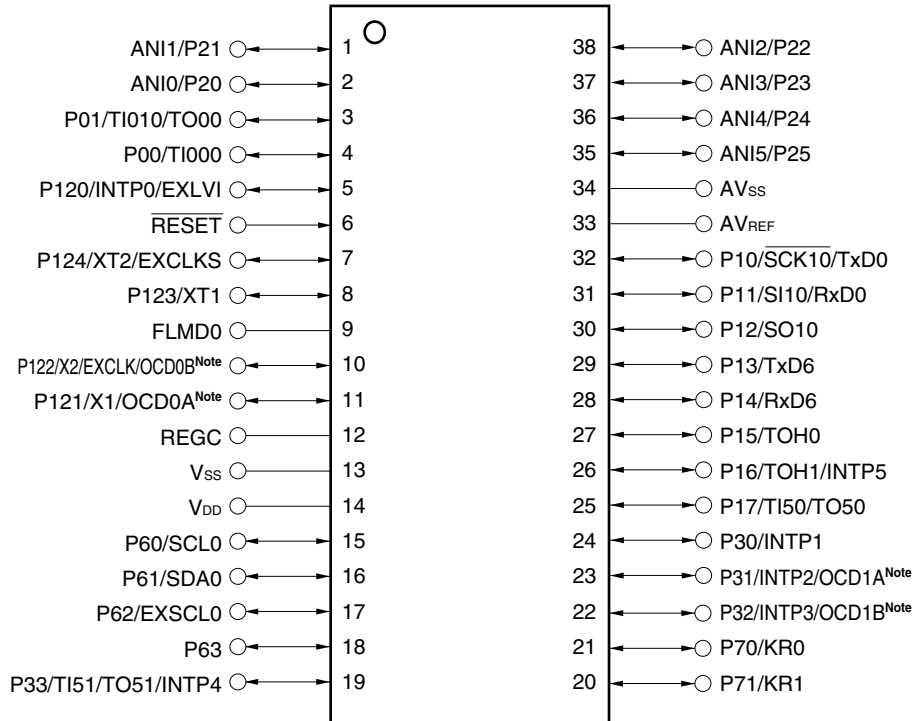 ANI1/P21 1 38 ANI2/P22
ANI0/P20 2 37 ANI3/P23
P01/TI010/TO00 3 36 ANI4/P24
P00/TI000 4 35 ANI5/P25
P120/INTP0/EXLVI 5 34 AVSS
RESET 6 33 AVREF
P124/XT2/EXCLKS 7 32 P10/SCK10/TxD0
P123/XT1 8 31 P11/SI10/RxD0
FLMD0 9 30 P12/SO10
P122/X2/EXCLK/OCD0BNote 10 29 P13/TxD6
P121/X1/OCD0ANote 11 28 P14/RxD6
REGC 12 27 P15/TOH0
VSS 13 26 P16/TOH1/INTP5
VDD 14 25 P17/TI50/TO50
P60/SCL0 15 24 P30/INTP1
P61/SDA0 16 23 P31/INTP2/OCD1ANote
P62/EXSCL0 17 22 P32/INTP3/OCD1BNote
P63 18 21 P70/KR0
P33/TI51/TO51/INTP4 19 20 P71/KR1